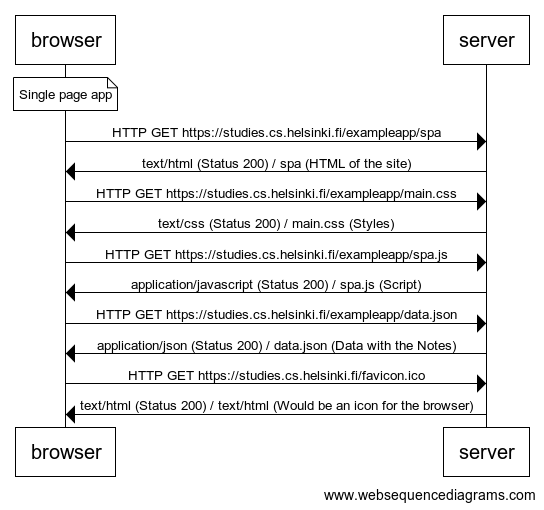 browser server
Single page app
HTTP GET https://studies.cs.helsinki.fi/exampleapp/spa
text/html (Status 200) / spa (HTML of the site)
HTTP GET https://studies.cs.helsinki.fi/exampleapp/main.css
text/css (Status 200) / main.css (Styles)
HTTP GET https://studies.cs.helsinki.fi/exampleapp/spa.js
application/javascript (Status 200) / spa.js (Script)
HTTP GET https://studies.cs.helsinki.fi/exampleapp/data.json
application/json (Status 200) / data.json (Data with the Notes)
HTTP GET https://studies.cs.helsinki.fi/favicon.ico
text/html (Status 200) / text/html (Would be an icon for the browser)
browser server
www.websequencediagrams.com